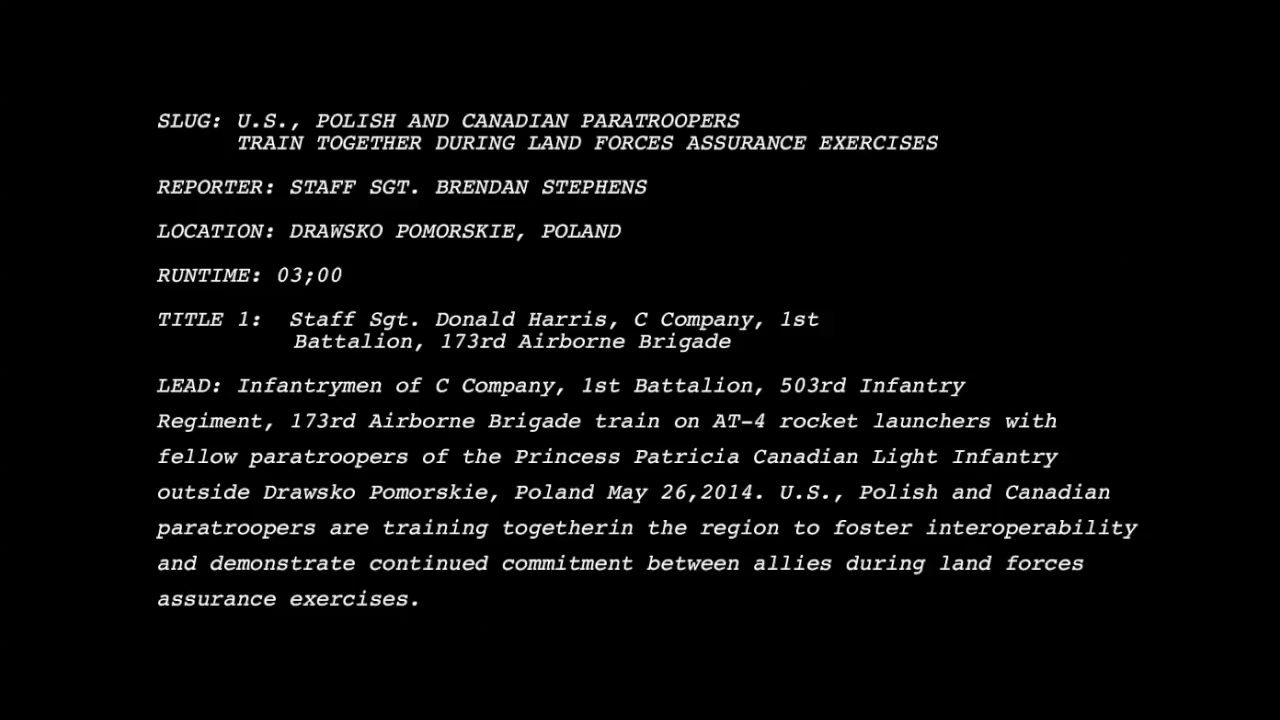 SLUG: U.S., POLISH AND CANADIAN PARATROOPERS
TRAIN TOGETHER DURING LAND FORCES ASSURANCE EXERCISES
REPORTER: STAFF SGT. BRENDAN STEPHENS
LOCATION: DRAWSKO POMORSKIE, POLAND
RUNTIME: 03;00
TITLE 1: Staff Sgt. Donald Harris, C Company, 1st
Battalion, 173rd Airborne Brigade
LEAD: Infantrymen of C Company, 1st Battalion, 503rd Infantry
Regiment, 173rd Airborne Brigade train on AT-4 rocket launchers with
fellow paratroopers of the Princess Patricia Canadian Light Infantry
outside Drawsko Pomorskie, Poland May 26,2014. U.S., Polish and Canadian
paratroopers are training togetherin the region to foster interoperability
and demonstrate continued commitment between allies during land forces
assurance exercises.